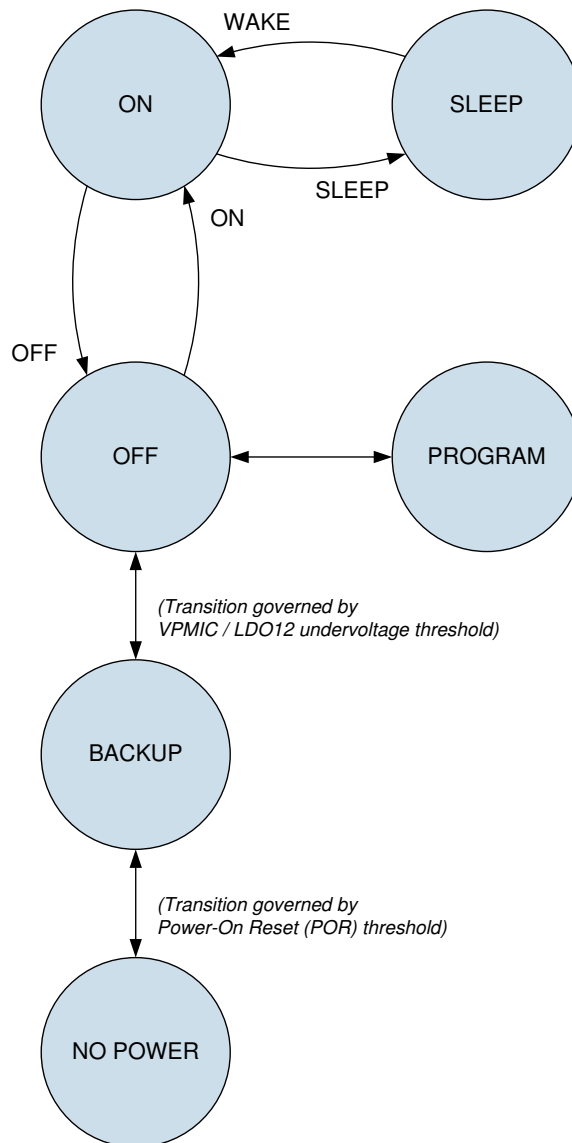 WAKE
ON
SLEEP
SLEEP
ON
OFF
OFF
PROGRAM
(Transition governed by
VPMIC / LDO12 undervoltage threshold)
BACKUP
(Transition governed by
Power-On Reset (POR) threshold)
NO POWER